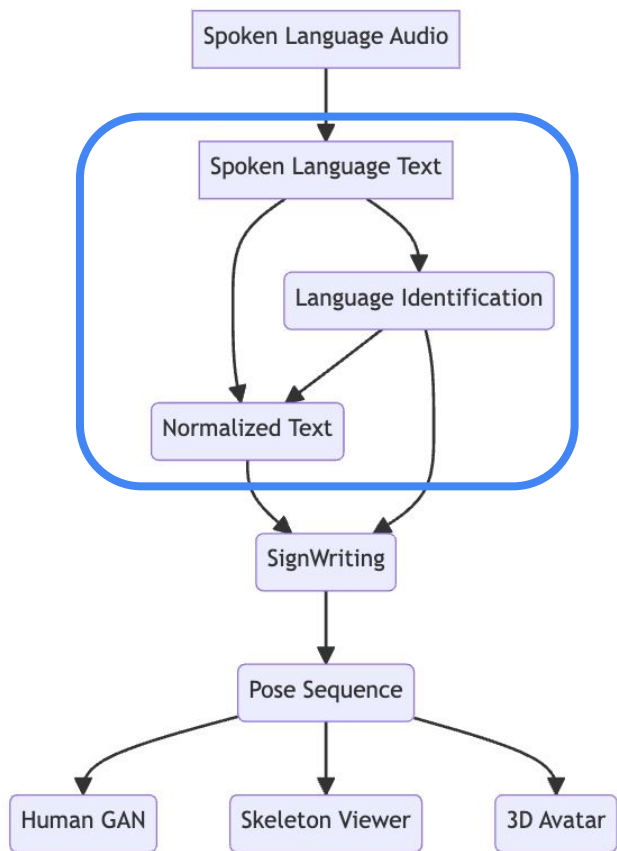 Spoken Language Audio
Spoken Language Text
Language Identification
Normalized Text
SignWriting
Pose Sequence
Human GAN
Skeleton Viewer
3D Avatar